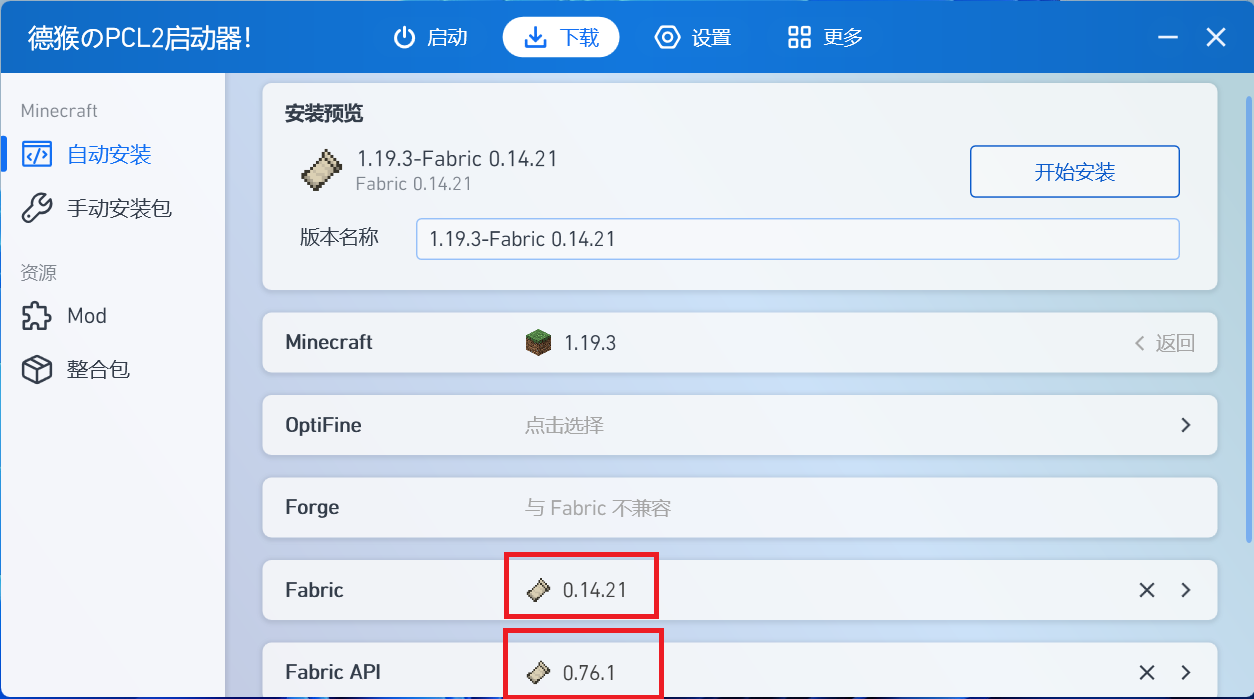 德猴のPCL2启动器!
启动
下载
设置
更多
Minecraft
自动安装
手动安装包
资源
Mod
整合包
安装预览
1.19.3-Fabric 0.14.21
Fabric 0.14.21
开始安装
版本名称 1.19.3-Fabric 0.14.21
Minecraft 1.19.3 返回
OptiFine 点击选择
Forge 与 Fabric 不兼容
Fabric 0.14.21
Fabric API 0.76.1